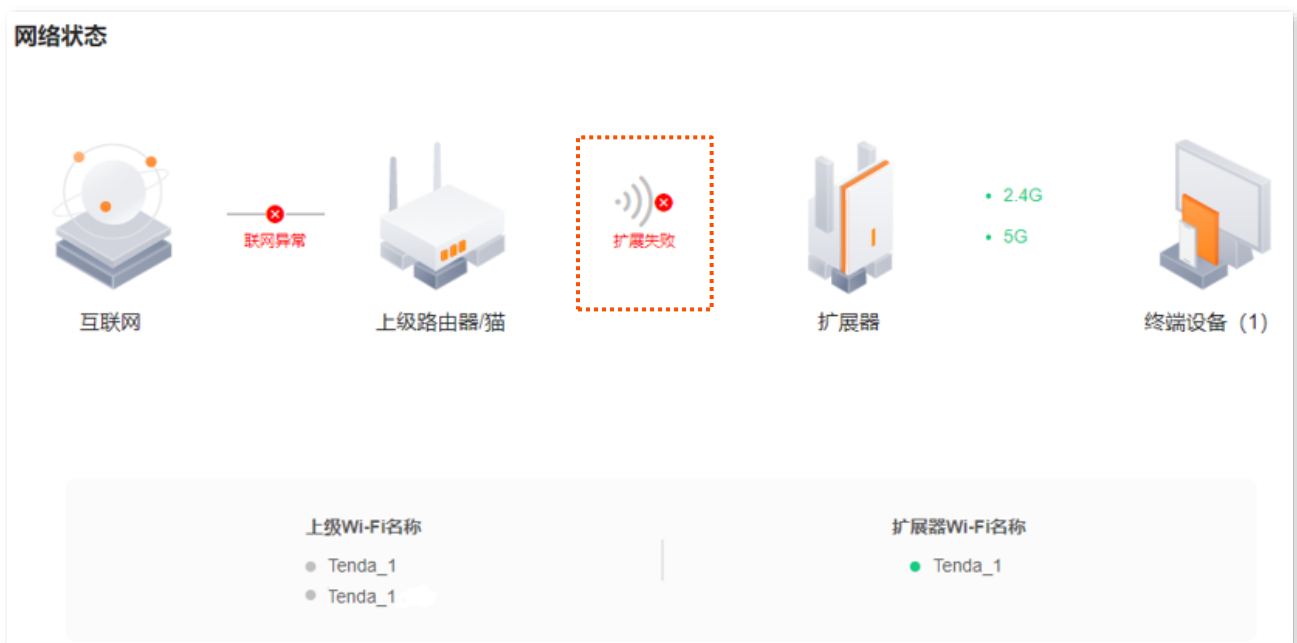 网络状态
联网异常
扩展失败
2.4G
5G
互联网
上级路由器/猫
扩展器
终端设备（1）
上级Wi-Fi名称
扩展器Wi-Fi名称
Tenda_1
Tenda_1
Tenda_1